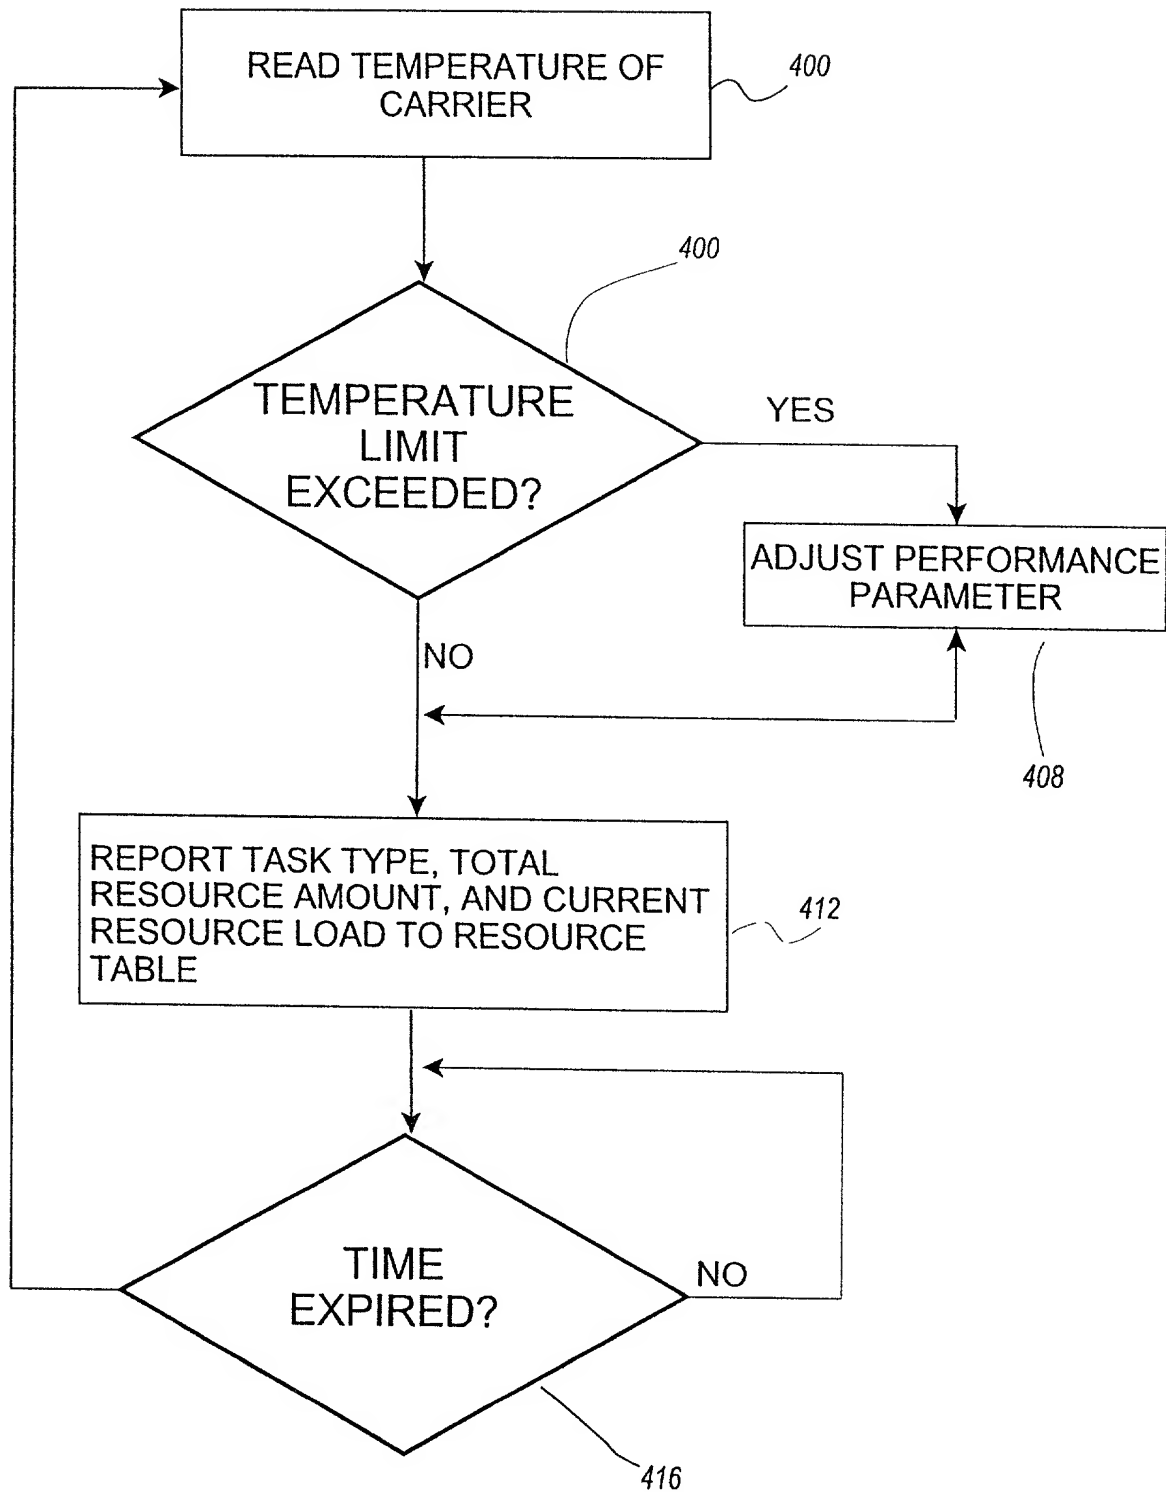 READ TEMPERATURE OF
CARRIER
400
400
TEMPERATURE
LIMIT
EXCEEDED?
YES
ADJUST PERFORMANCE
PARAMETER
NO
408
REPORT TASK TYPE, TOTAL
RESOURCE AMOUNT, AND CURRENT
RESOURCE LOAD TO RESOURCE
TABLE
412
TIME
EXPIRED?
NO
416